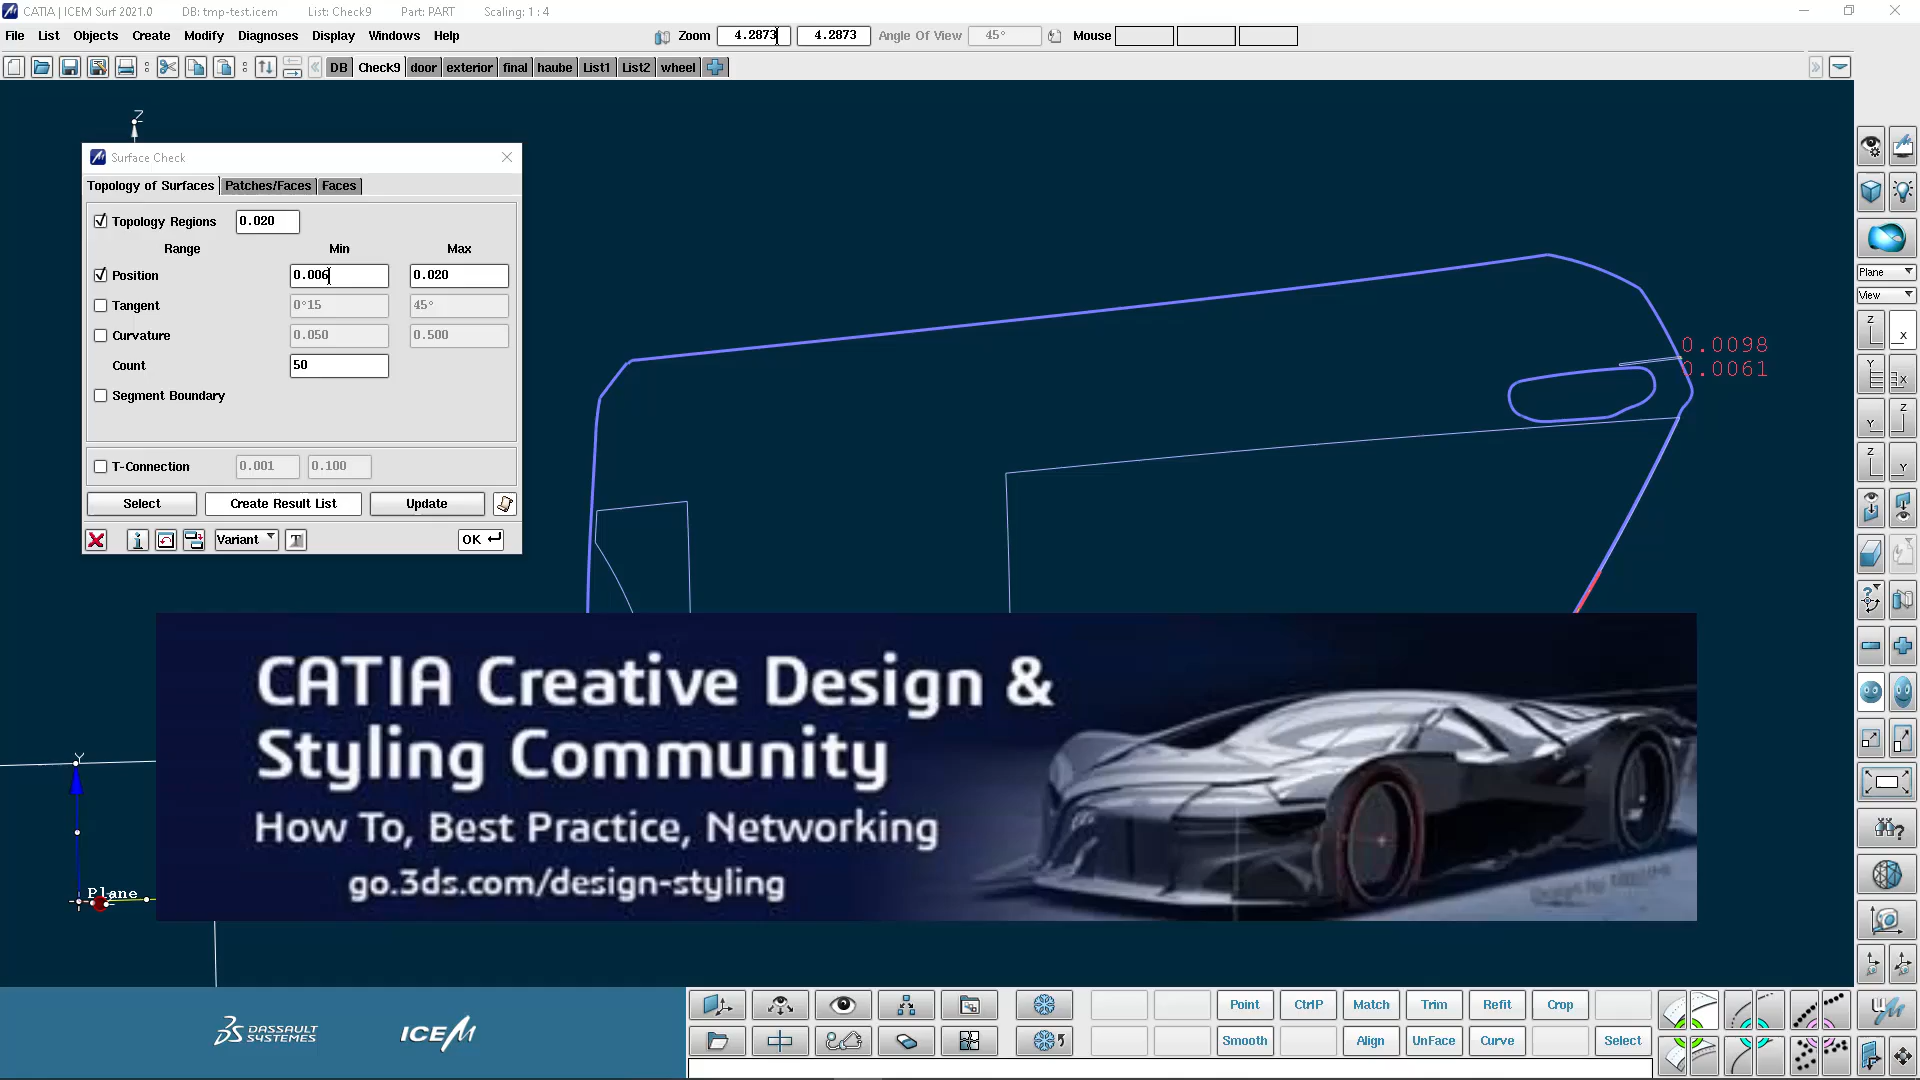 CATIA | ICEM Surf 2021.0 DB: tmp-test.icem List: Check9 Part: PART Scaling: 1 : 4
File List Objects Create Modify Diagnoses Display Windows Help Zoom 4.2873 4.2873 Angle Of View 45° Mouse
DB Check9 door exterior final haube List1 List2 wheel
Z
Surface Check
Topology of Surfaces Patches/Faces Faces
Topology Regions 0.020
Range Min Max
Position 0.006 0.020
Tangent 0°15 45°
Curvature 0.050 0.500
Count 50
Segment Boundary
T-Connection 0.001 0.100
Select Create Result List Update
Variant T OK
0.0098
0.0061
Plane
View
Z
X
Y
X
Y
Z
Z
Y
CATIA Creative Design &
Styling Community
How To, Best Practice, Networking
go.3ds.com/design-styling
Y
Plane
DASSAULT
SYSTEMES
ICEM
Point CtrlP Match Trim Refit Crop
Smooth Align UnFace Curve Select